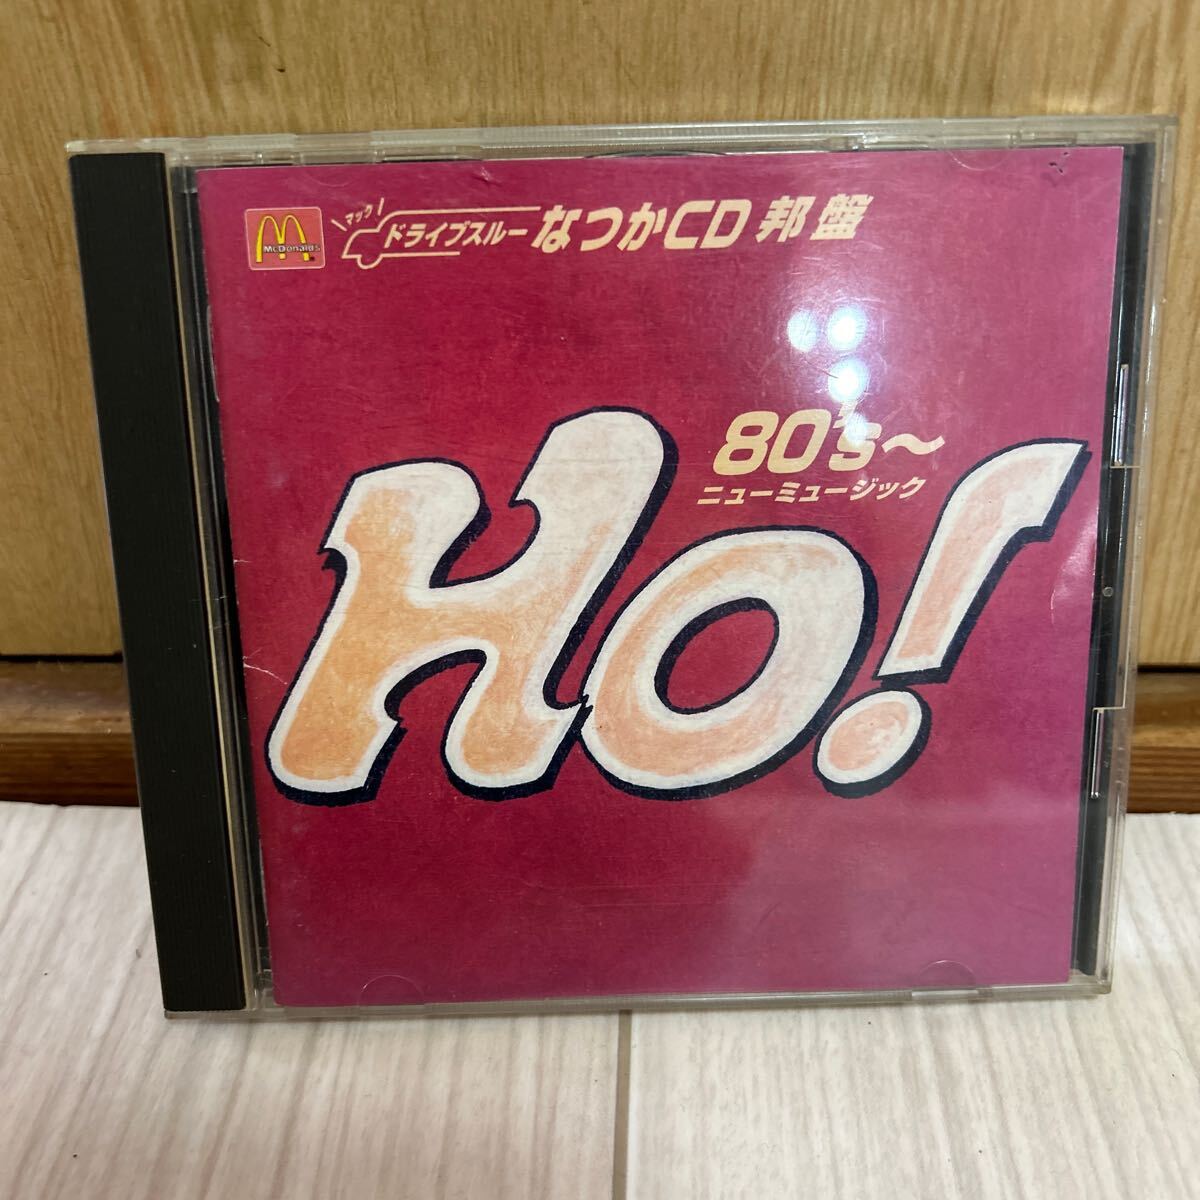 McDonald's
マック
ドライブスルー なつかCD 邦盤
80's～
ニューミュージック
Ho!